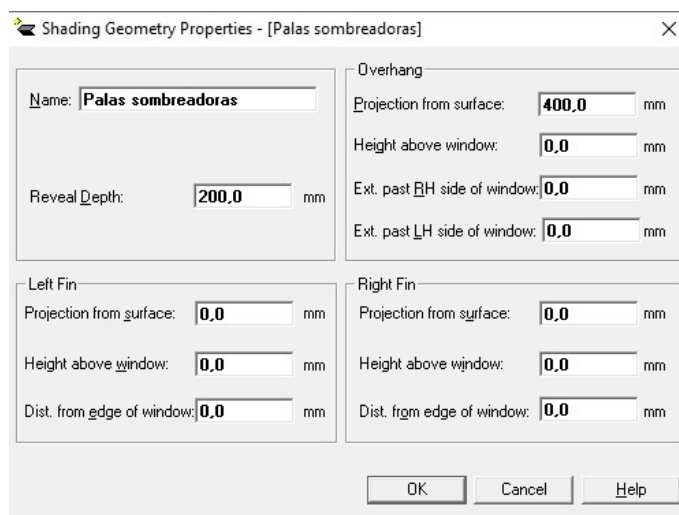 Shading Geometry Properties - [Palas sombreadoras]
Name: Palas sombreadoras
Reveal Depth: 200,0 mm
Overhang
Projection from surface: 400,0 mm
Height above window: 0,0 mm
Ext. past RH side of window: 0,0 mm
Ext. past LH side of window: 0,0 mm
Left Fin
Projection from surface: 0,0 mm
Height above window: 0,0 mm
Dist. from edge of window: 0,0 mm
Right Fin
Projection from surface: 0,0 mm
Height above window: 0,0 mm
Dist. from edge of window: 0,0 mm
OK Cancel Help